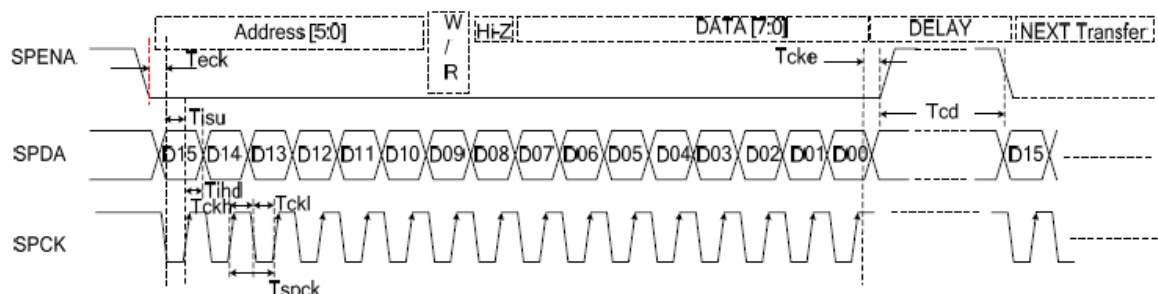 Address [5:0] W / R Hi-Z DATA [7:0] DELAY NEXT Transfer
SPENA Teck Tcke
Tisu Tcd
SPDA D15 D14 D13 D12 D11 D10 D09 D08 D07 D06 D05 D04 D03 D02 D01 D00 D15
Tihd
Tckh Tckl
SPCK
Tspck